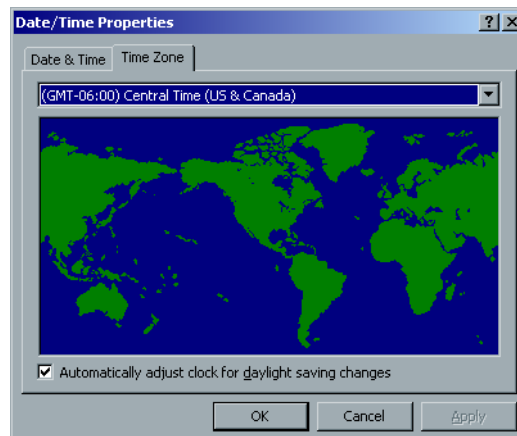 Date/Time Properties
Date & Time
Time Zone
(GMT-06:00) Central Time (US & Canada)
Automatically adjust clock for daylight saving changes
OK
Cancel
Apply